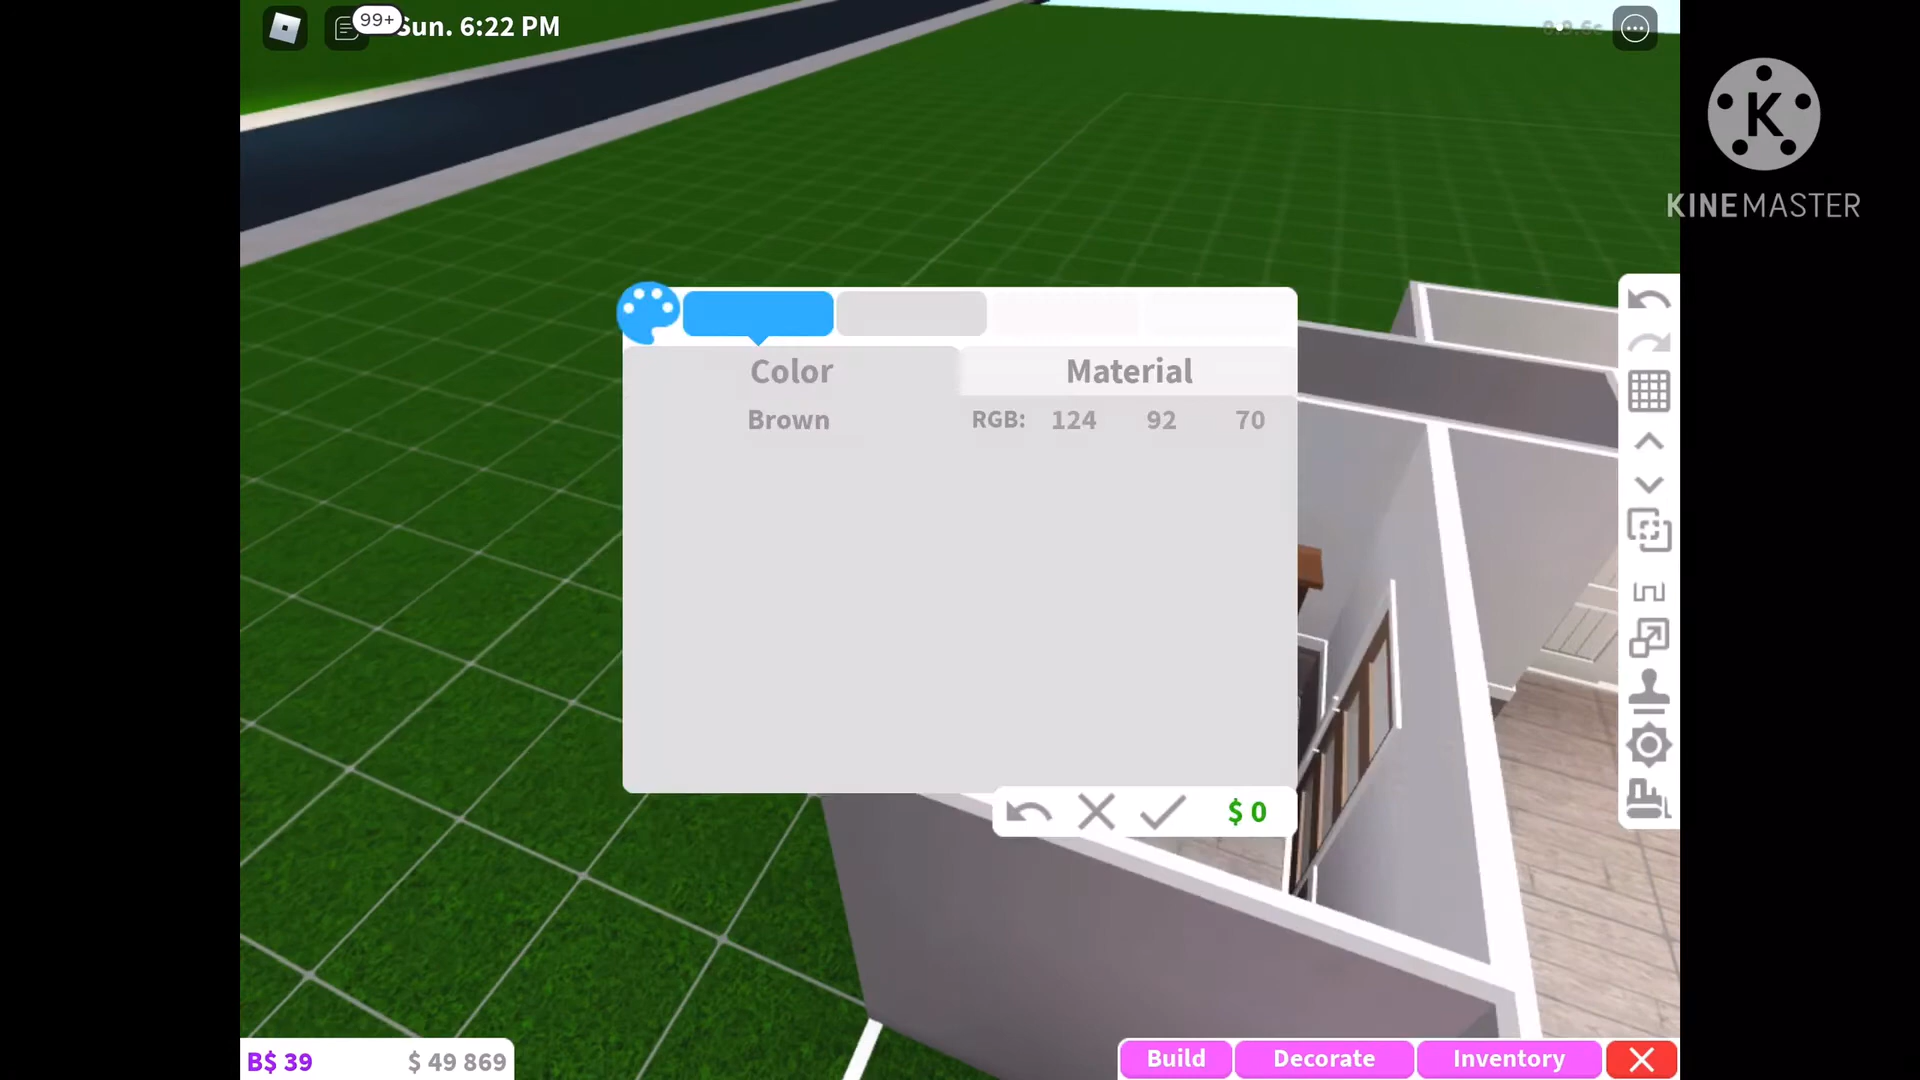 99+
Sun. 6:22 PM
K
KINEMASTER
Color
Material
Brown
RGB: 124 92 70
$ 0
B$ 39
$ 49 869
Build
Decorate
Inventory